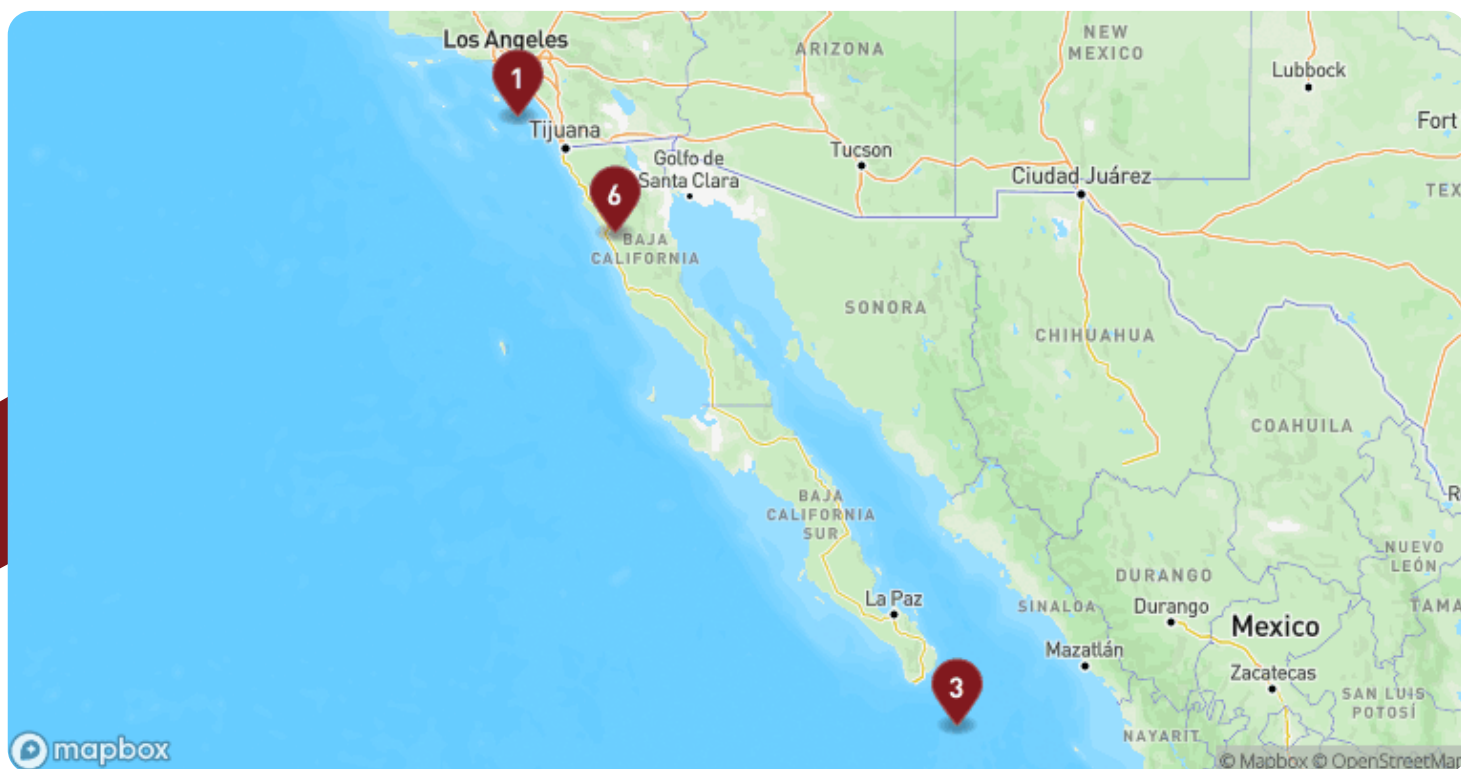 Los Angeles
1
ARIZONA
NEW
MEXICO
Lubbock
Fort
Tijuana
Tucson
Golfo de
Santa Clara
Ciudad Juárez
TEX
6
BAJA
CALIFORNIA
SONORA
CHIHUAHUA
COAHUILA
BAJA
CALIFORNIA
SUR
NUEVO
LEÓN
DURANGO
La Paz
SINALOA
Durango
TAMA
Mexico
Mazatlán
Zacatecas
3
SAN LUIS
POTOSÍ
NAYARIT
mapbox
© Mapbox © OpenStreetMap